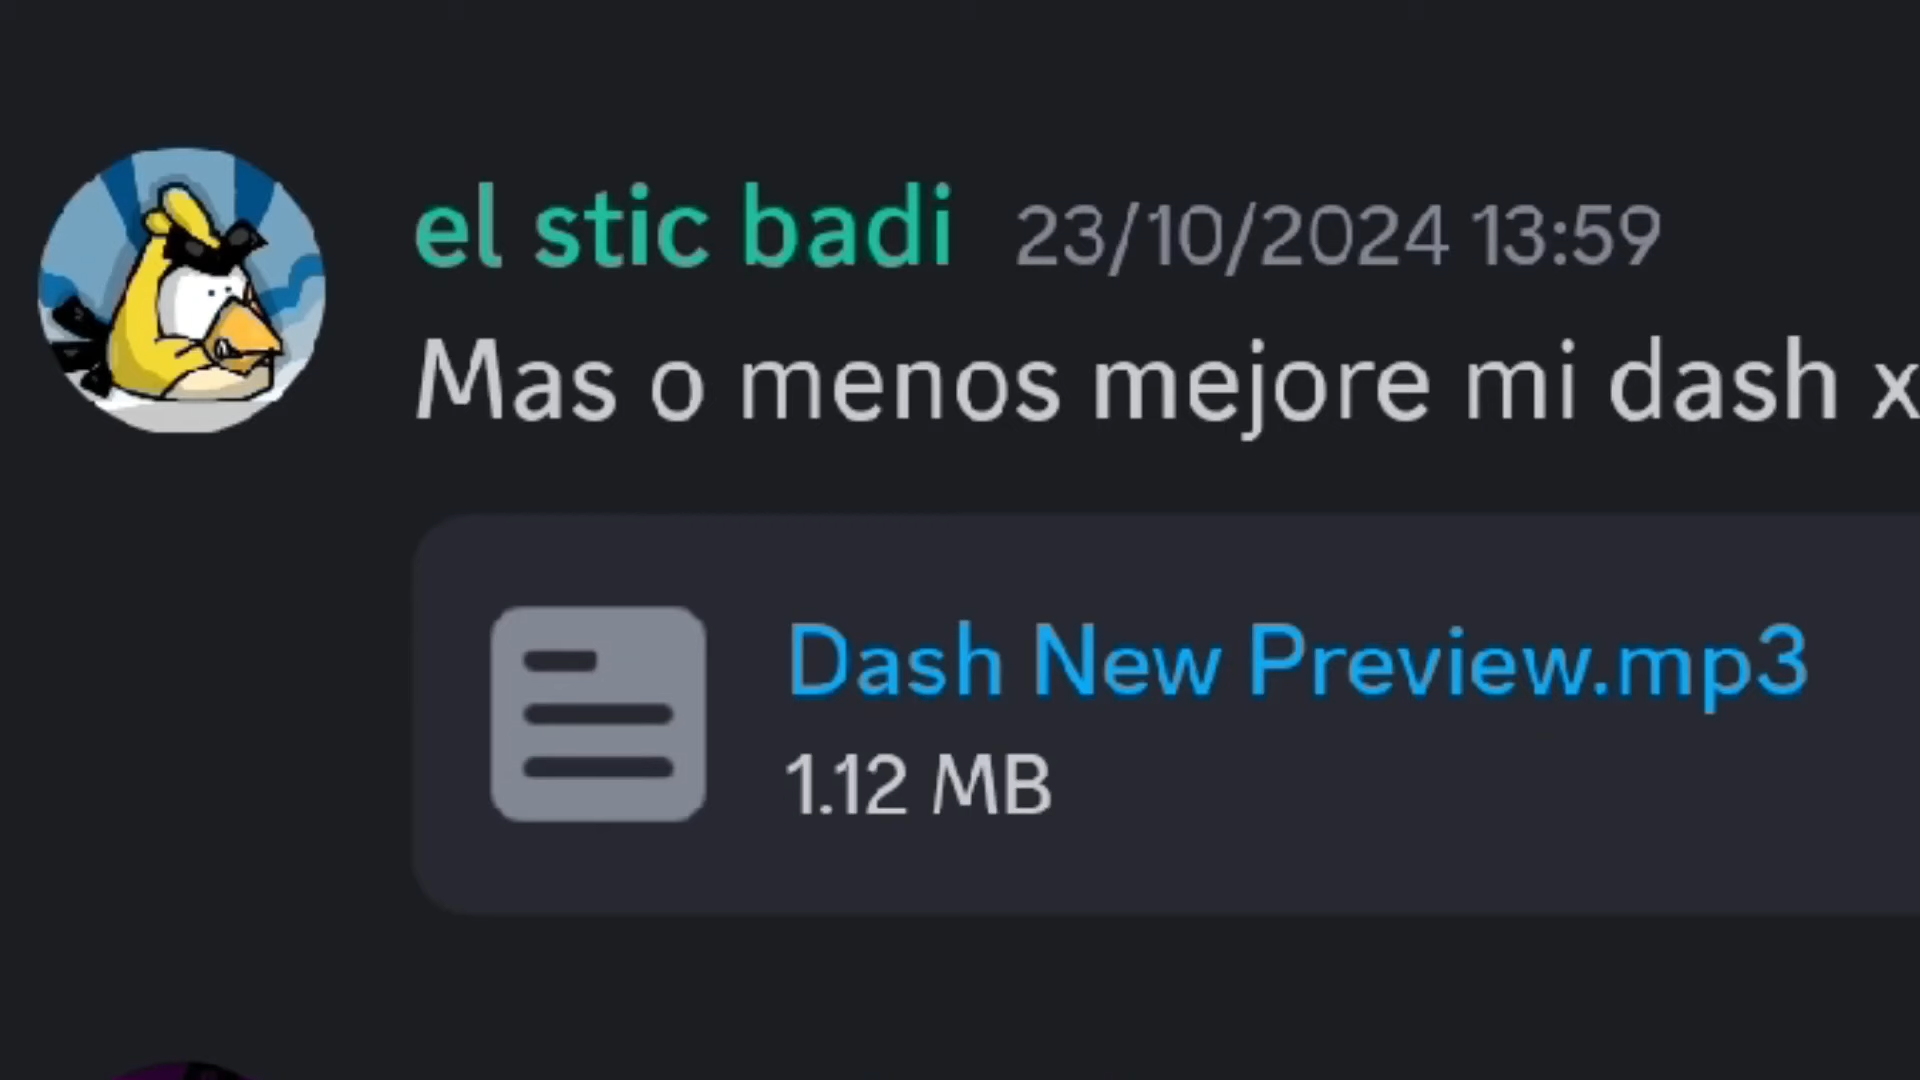 el stic badi 23/10/2024 13:59
Mas o menos mejore mi dash x
Dash New Preview.mp3
1.12 MB